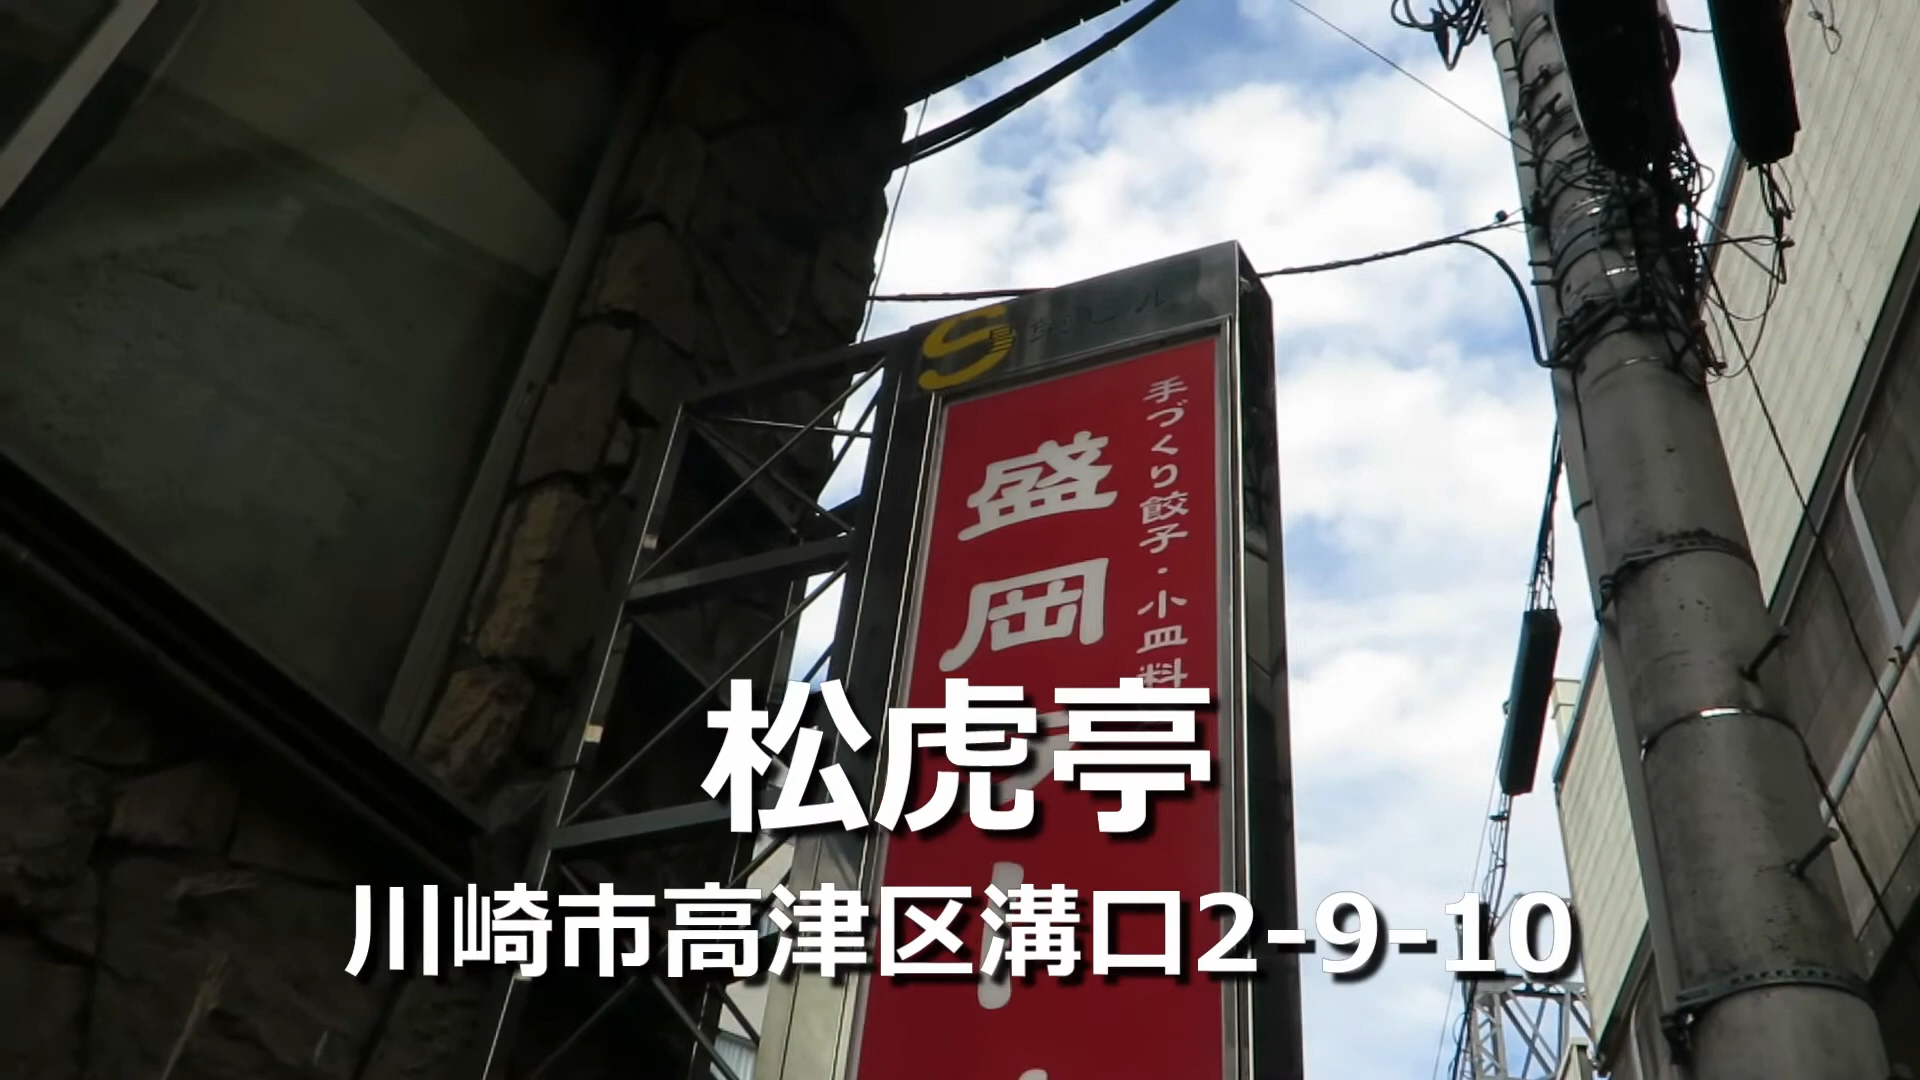 手づくり餃子・小皿料
盛岡
松虎亭
川崎市高津区溝口2-9-10